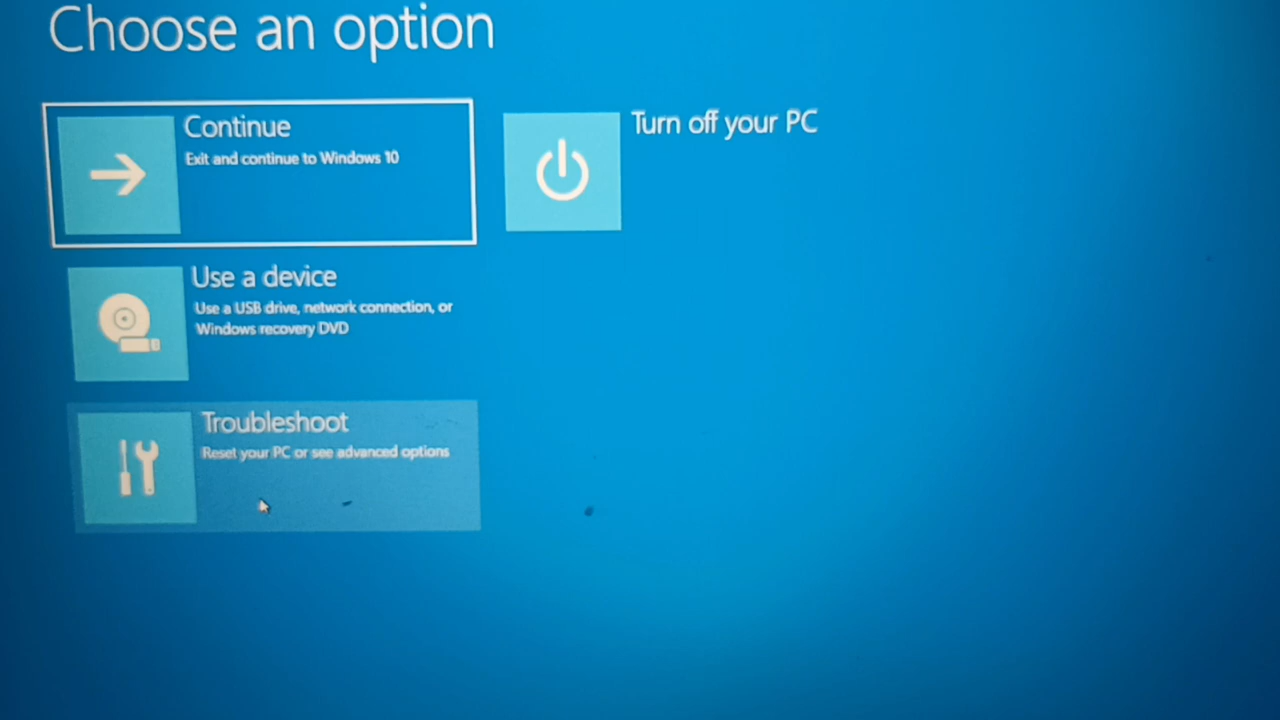 Choose an option
Continue
Exit and continue to Windows 10
Turn off your PC
Use a device
Use a USB drive, network connection, or
Windows recovery DVD
Troubleshoot
Reset your PC or see advanced options